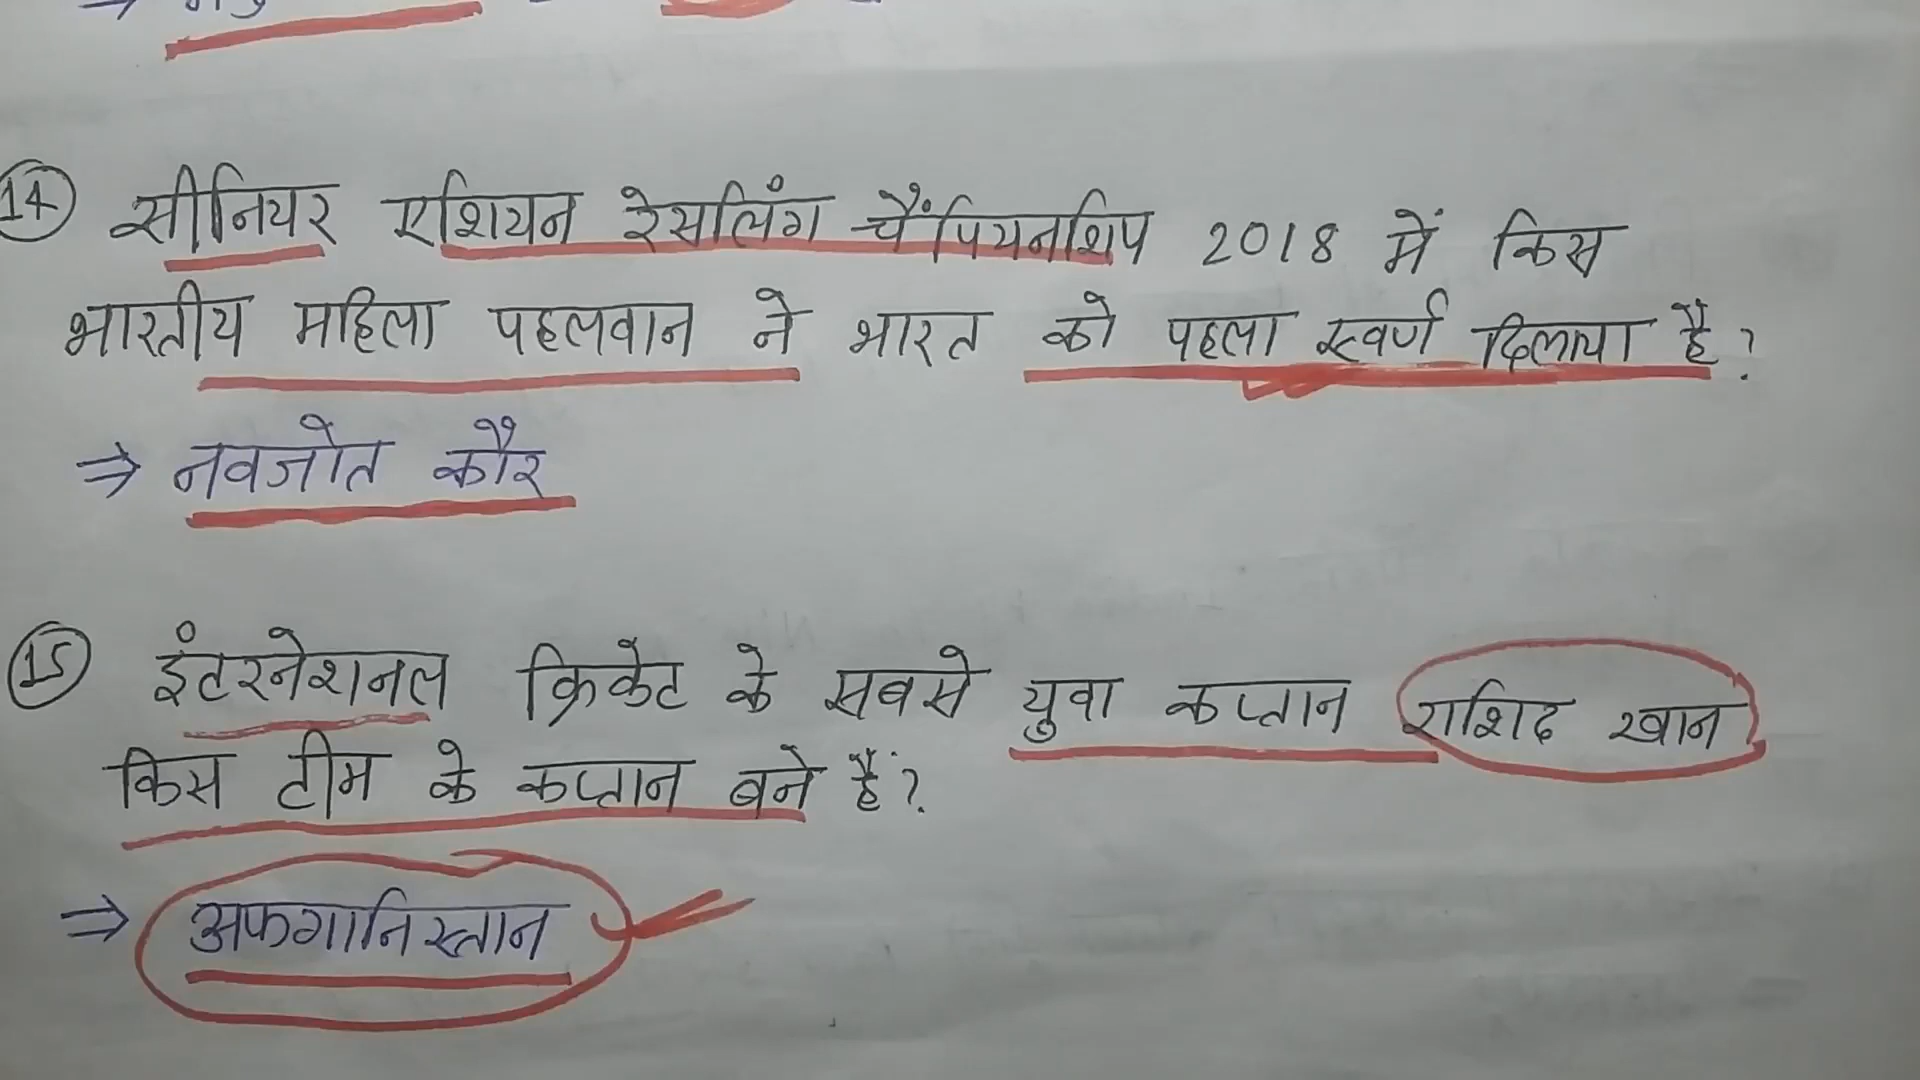 14 सीनियर एशियन रेसलिंग चैंपियनशिप 2018 में किस
भारतीय महिला पहलवान ने भारत को पहला स्वर्ण दिलाया है?
⇒ नवजोत कौर
15 इंटरनेशनल क्रिकेट के सबसे युवा कप्तान राशिद खान
किस टीम के कप्तान बने हैं?
⇒ अफगानिस्तान